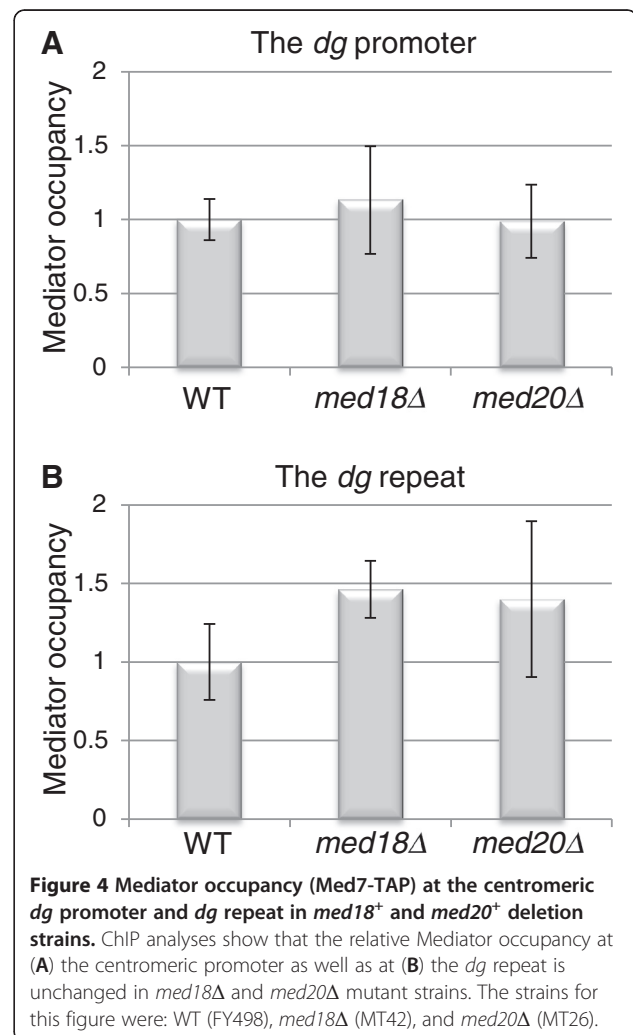 A
The dg promoter
Mediator occupancy
2
1.5
1
0.5
0
WT
med18Δ
med20Δ
B
The dg repeat
Mediator occupancy
2
1.5
1
0.5
0
WT
med18Δ
med20Δ
Figure 4 Mediator occupancy (Med7-TAP) at the centromeric
dg promoter and dg repeat in med18⁺ and med20⁺ deletion
strains. ChIP analyses show that the relative Mediator occupancy at
(A) the centromeric promoter as well as at (B) the dg repeat is
unchanged in med18Δ and med20Δ mutant strains. The strains for
this figure were: WT (FY498), med18Δ (MT42), and med20Δ (MT26).